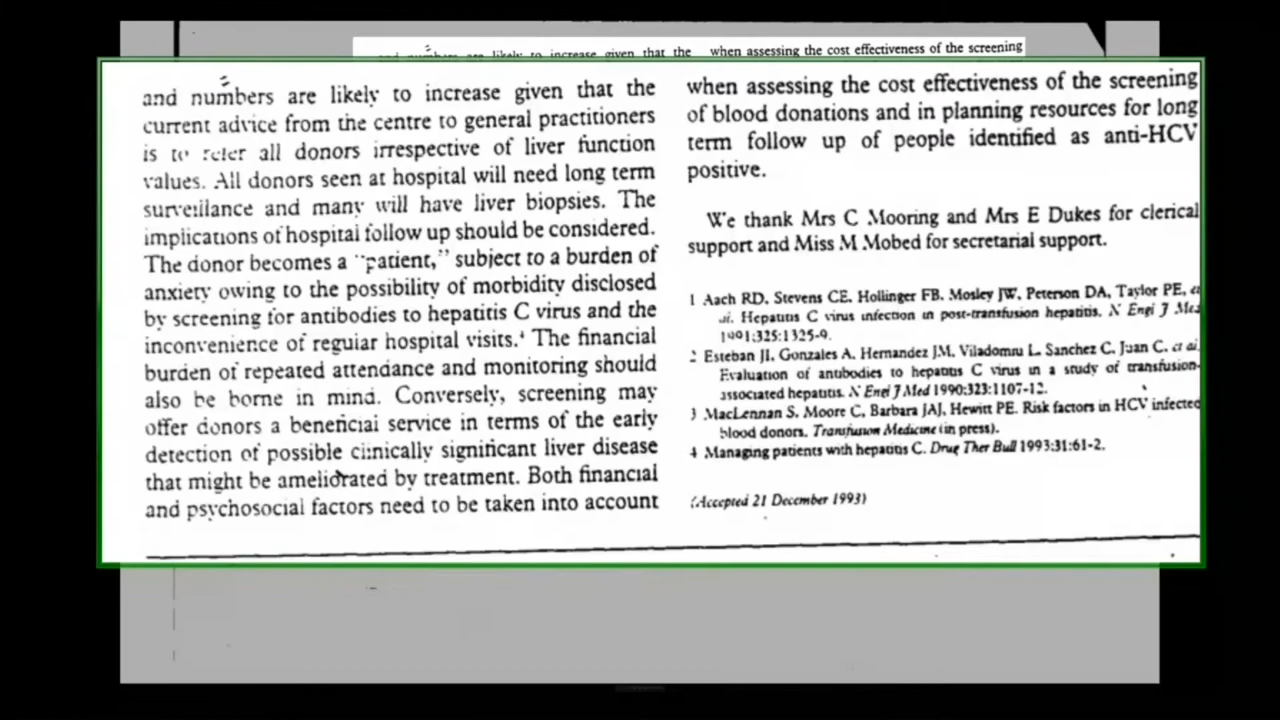 and numbers are likely to increase given that the
when assessing the cost effectiveness of the screening
and numbers are likely to increase given that the
current advice from the centre to general practitioners
is to refer all donors irrespective of liver function
values. All donors seen at hospital will need long term
surveillance and many will have liver biopsies. The
implications of hospital follow up should be considered.
The donor becomes a "patient," subject to a burden of
anxiety owing to the possibility of morbidity disclosed
by screening for antibodies to hepatitis C virus and the
inconvenience of regular hospital visits.⁴ The financial
burden of repeated attendance and monitoring should
also be borne in mind. Conversely, screening may
offer donors a beneficial service in terms of the early
detection of possible clinically significant liver disease
that might be ameliorated by treatment. Both financial
and psychosocial factors need to be taken into account
when assessing the cost effectiveness of the screening
of blood donations and in planning resources for long
term follow up of people identified as anti-HCV
positive.
We thank Mrs C Mooring and Mrs E Dukes for clerical
support and Miss M Mobed for secretarial support.
1 Aach RD, Stevens CE, Hollinger FB, Mosley JW, Peterson DA, Taylor PE, et
al. Hepatitis C virus infection in post-transfusion hepatitis. N Engl J Med
1991;325:1325-9.
2 Esteban JI, Gonzales A, Hernandez JM, Viladomiu L, Sanchez C, Juan C, et al.
Evaluation of antibodies to hepatitis C virus in a study of transfusion-
associated hepatitis. N Engl J Med 1990;323:1107-12.
3 MacLennan S, Moore C, Barbara JAJ, Hewitt PE. Risk factors in HCV infected
blood donors. Transfusion Medicine (in press).
4 Managing patients with hepatitis C. Drug Ther Bull 1993;31:61-2.
(Accepted 21 December 1993)